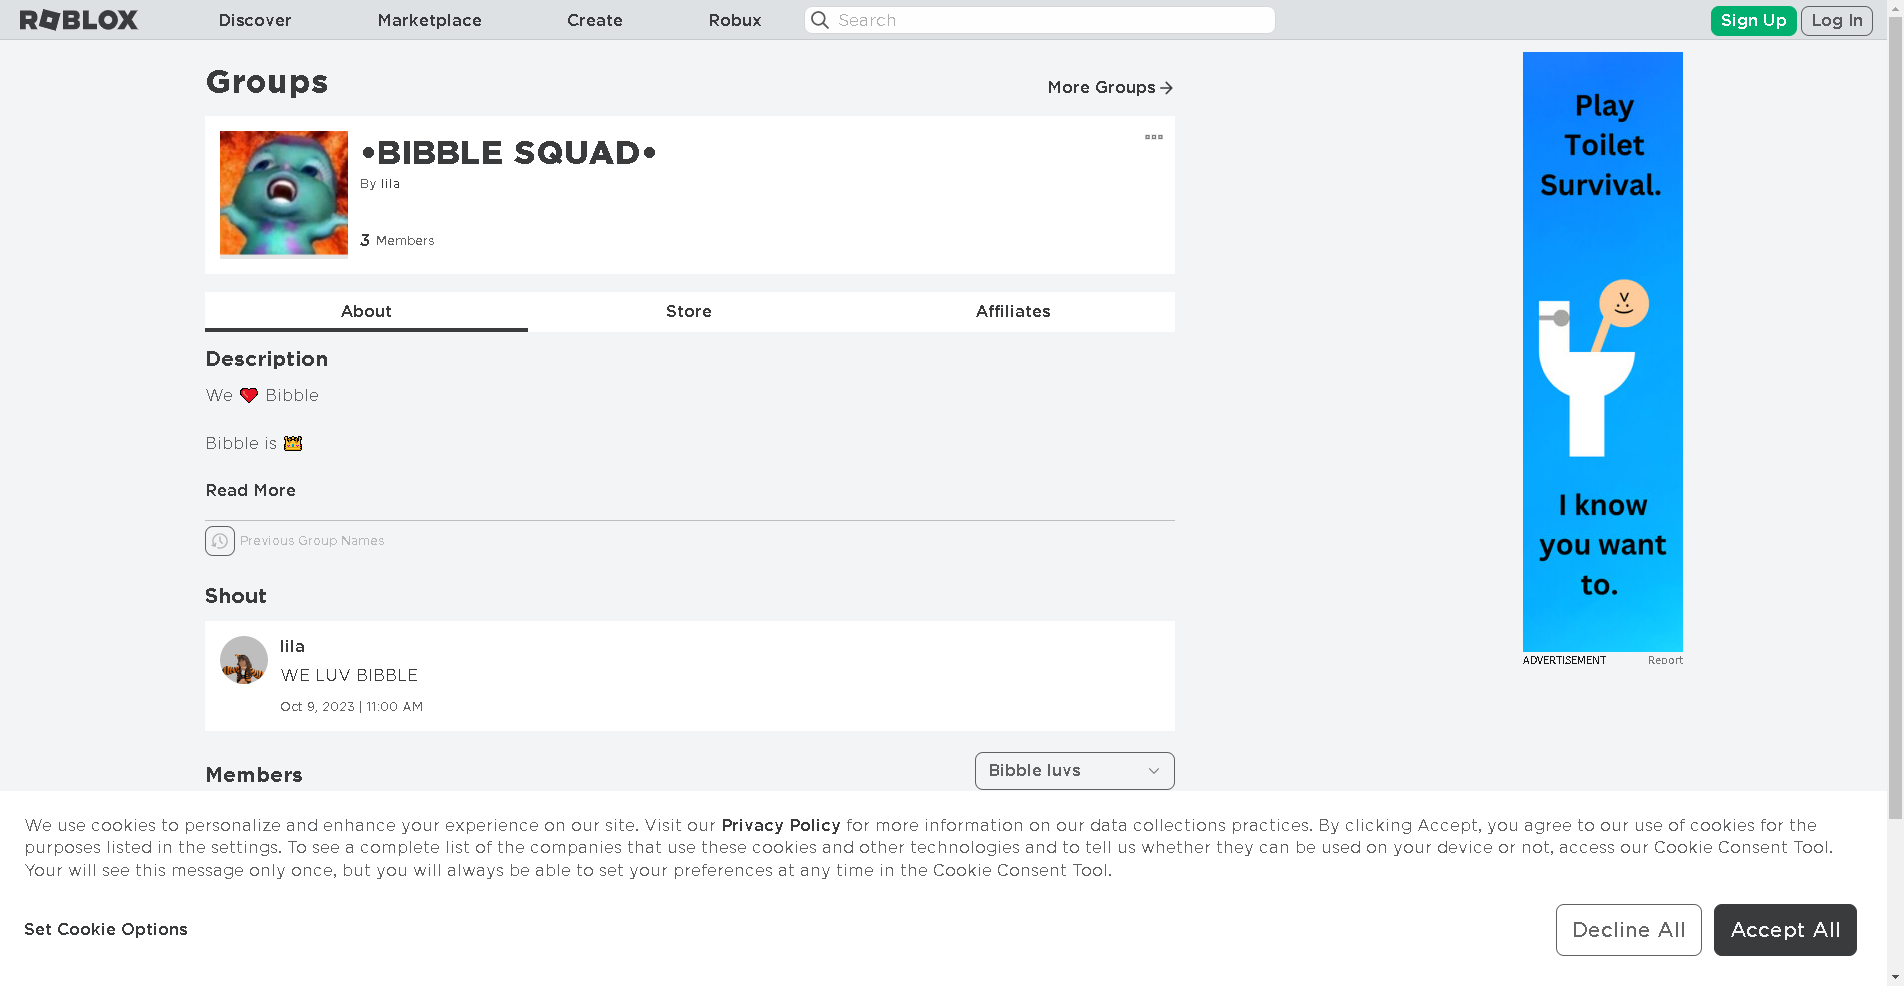 ROBLOX Discover Marketplace Create Robux Search Sign Up Log In
Groups
More Groups
•BIBBLE SQUAD•
By lila
3 Members
About Store Affiliates
Description
We ❤️ Bibble
Bibble is 👑
Read More
Previous Group Names
Shout
lila
WE LUV BIBBLE
Oct 9, 2023 | 11:00 AM
Members
Bibble luvs
Play
Toilet
Survival.
I know
you want
to.
ADVERTISEMENT Report
We use cookies to personalize and enhance your experience on our site. Visit our Privacy Policy for more information on our data collections practices. By clicking Accept, you agree to our use of cookies for the
purposes listed in the settings. To see a complete list of the companies that use these cookies and other technologies and to tell us whether they can be used on your device or not, access our Cookie Consent Tool.
Your will see this message only once, but you will always be able to set your preferences at any time in the Cookie Consent Tool.
Set Cookie Options
Decline All
Accept All